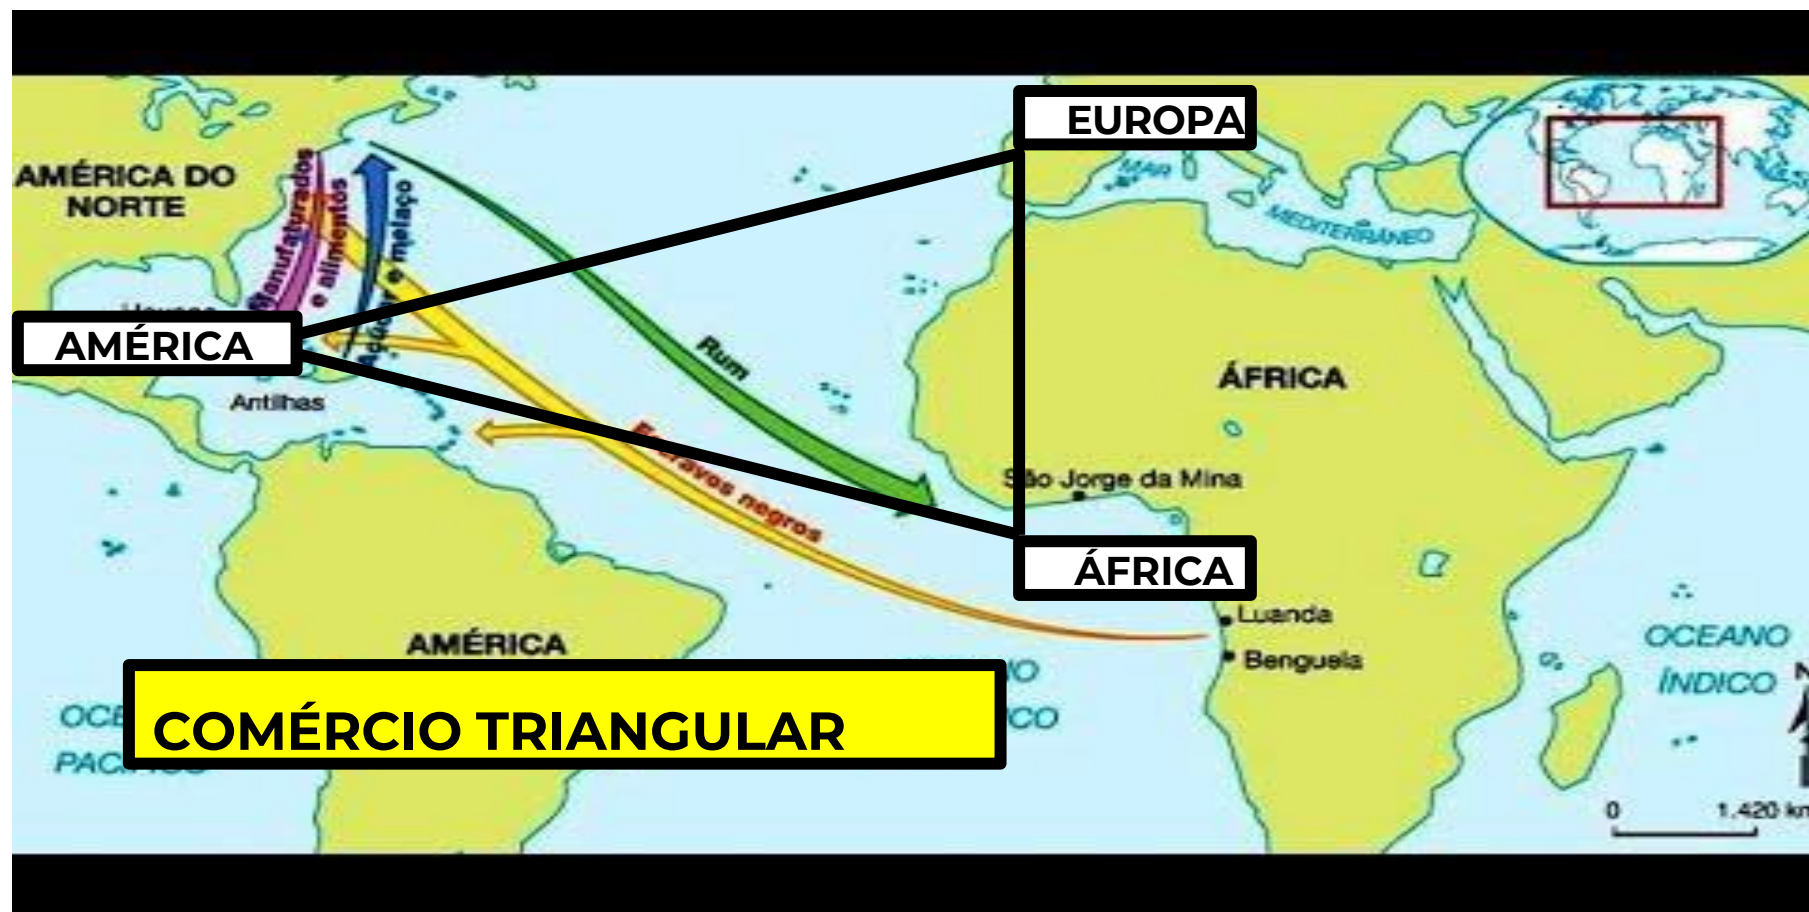 EUROPA
AMÉRICA DO
NORTE
MAR
MEDITERRÂNEO
Manufaturados
e alimentos
Açúcar e melaço
AMÉRICA
Antilhas
Rum
ÁFRICA
Escravos negros
São Jorge da Mina
ÁFRICA
Luanda
Benguela
AMÉRICA
OCEANO
ÍNDICO
N
COMÉRCIO TRIANGULAR
0 1.420 km